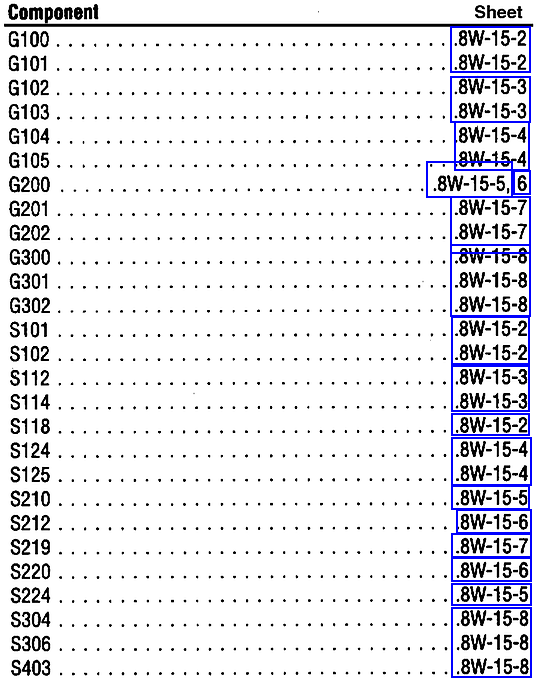 Component Sheet
G100 . . . . . . . . . . . . . . . . . . . . . . . . . . . . . . . . .8W-15-2
G101 . . . . . . . . . . . . . . . . . . . . . . . . . . . . . . . . .8W-15-2
G102 . . . . . . . . . . . . . . . . . . . . . . . . . . . . . . . . .8W-15-3
G103 . . . . . . . . . . . . . . . . . . . . . . . . . . . . . . . . .8W-15-3
G104 . . . . . . . . . . . . . . . . . . . . . . . . . . . . . . . . .8W-15-4
G105 . . . . . . . . . . . . . . . . . . . . . . . . . . . . . . . . .8W-15-4
G200 . . . . . . . . . . . . . . . . . . . . . . . . . . . . . . .8W-15-5, 6
G201 . . . . . . . . . . . . . . . . . . . . . . . . . . . . . . . . .8W-15-7
G202 . . . . . . . . . . . . . . . . . . . . . . . . . . . . . . . . .8W-15-7
G300 . . . . . . . . . . . . . . . . . . . . . . . . . . . . . . . . .8W-15-8
G301 . . . . . . . . . . . . . . . . . . . . . . . . . . . . . . . . .8W-15-8
G302 . . . . . . . . . . . . . . . . . . . . . . . . . . . . . . . . .8W-15-8
S101 . . . . . . . . . . . . . . . . . . . . . . . . . . . . . . . . .8W-15-2
S102 . . . . . . . . . . . . . . . . . . . . . . . . . . . . . . . . .8W-15-2
S112 . . . . . . . . . . . . . . . . . . . . . . . . . . . . . . . . .8W-15-3
S114 . . . . . . . . . . . . . . . . . . . . . . . . . . . . . . . . .8W-15-3
S118 . . . . . . . . . . . . . . . . . . . . . . . . . . . . . . . . .8W-15-2
S124 . . . . . . . . . . . . . . . . . . . . . . . . . . . . . . . . .8W-15-4
S125 . . . . . . . . . . . . . . . . . . . . . . . . . . . . . . . . .8W-15-4
S210 . . . . . . . . . . . . . . . . . . . . . . . . . . . . . . . . .8W-15-5
S212 . . . . . . . . . . . . . . . . . . . . . . . . . . . . . . . . .8W-15-6
S219 . . . . . . . . . . . . . . . . . . . . . . . . . . . . . . . . .8W-15-7
S220 . . . . . . . . . . . . . . . . . . . . . . . . . . . . . . . . .8W-15-6
S224 . . . . . . . . . . . . . . . . . . . . . . . . . . . . . . . . .8W-15-5
S304 . . . . . . . . . . . . . . . . . . . . . . . . . . . . . . . . .8W-15-8
S306 . . . . . . . . . . . . . . . . . . . . . . . . . . . . . . . . .8W-15-8
S403 . . . . . . . . . . . . . . . . . . . . . . . . . . . . . . . . .8W-15-8